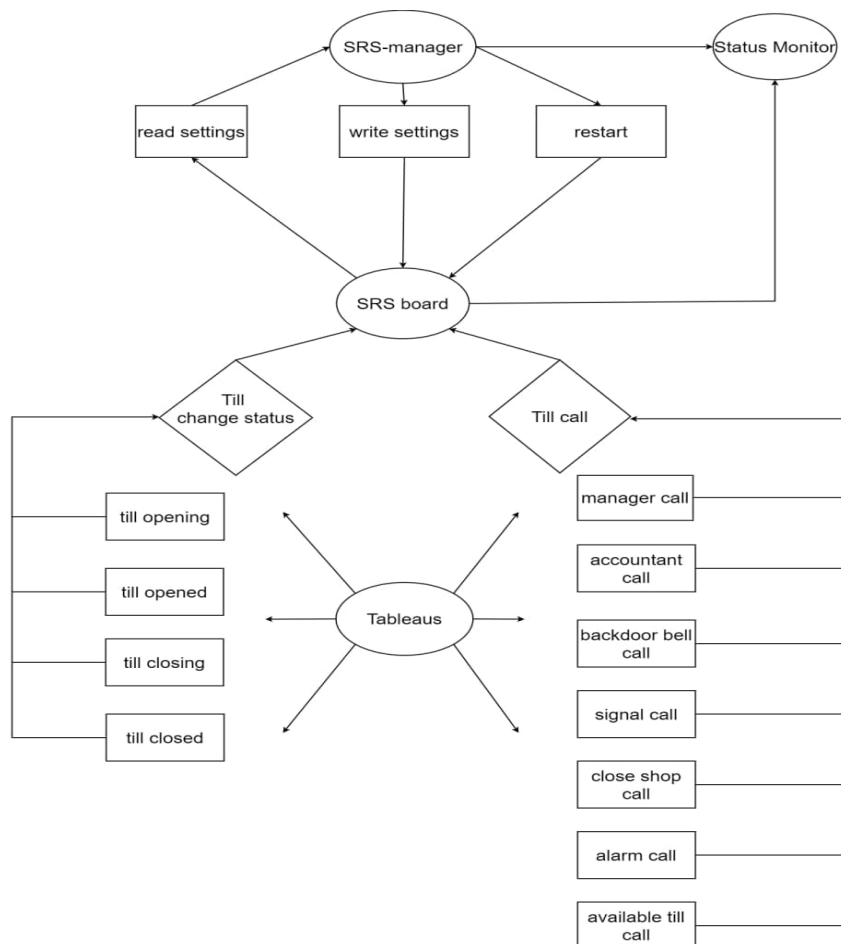 SRS-manager
Status Monitor
read settings
write settings
restart
SRS board
Till
change status
Till call
till opening
till opened
till closing
till closed
Tableaus
manager call
accountant
call
backdoor bell
call
signal call
close shop
call
alarm call
available till
call